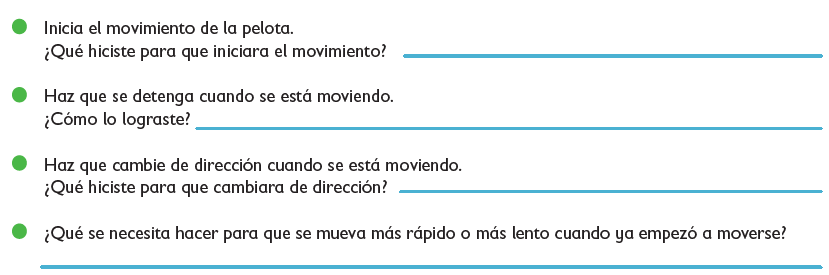 Inicia el movimiento de la pelota.
¿Qué hiciste para que iniciara el movimiento?
Haz que se detenga cuando se está moviendo.
¿Cómo lo lograste?
Haz que cambie de dirección cuando se está moviendo.
¿Qué hiciste para que cambiara de dirección?
¿Qué se necesita hacer para que se mueva más rápido o más lento cuando ya empezó a moverse?